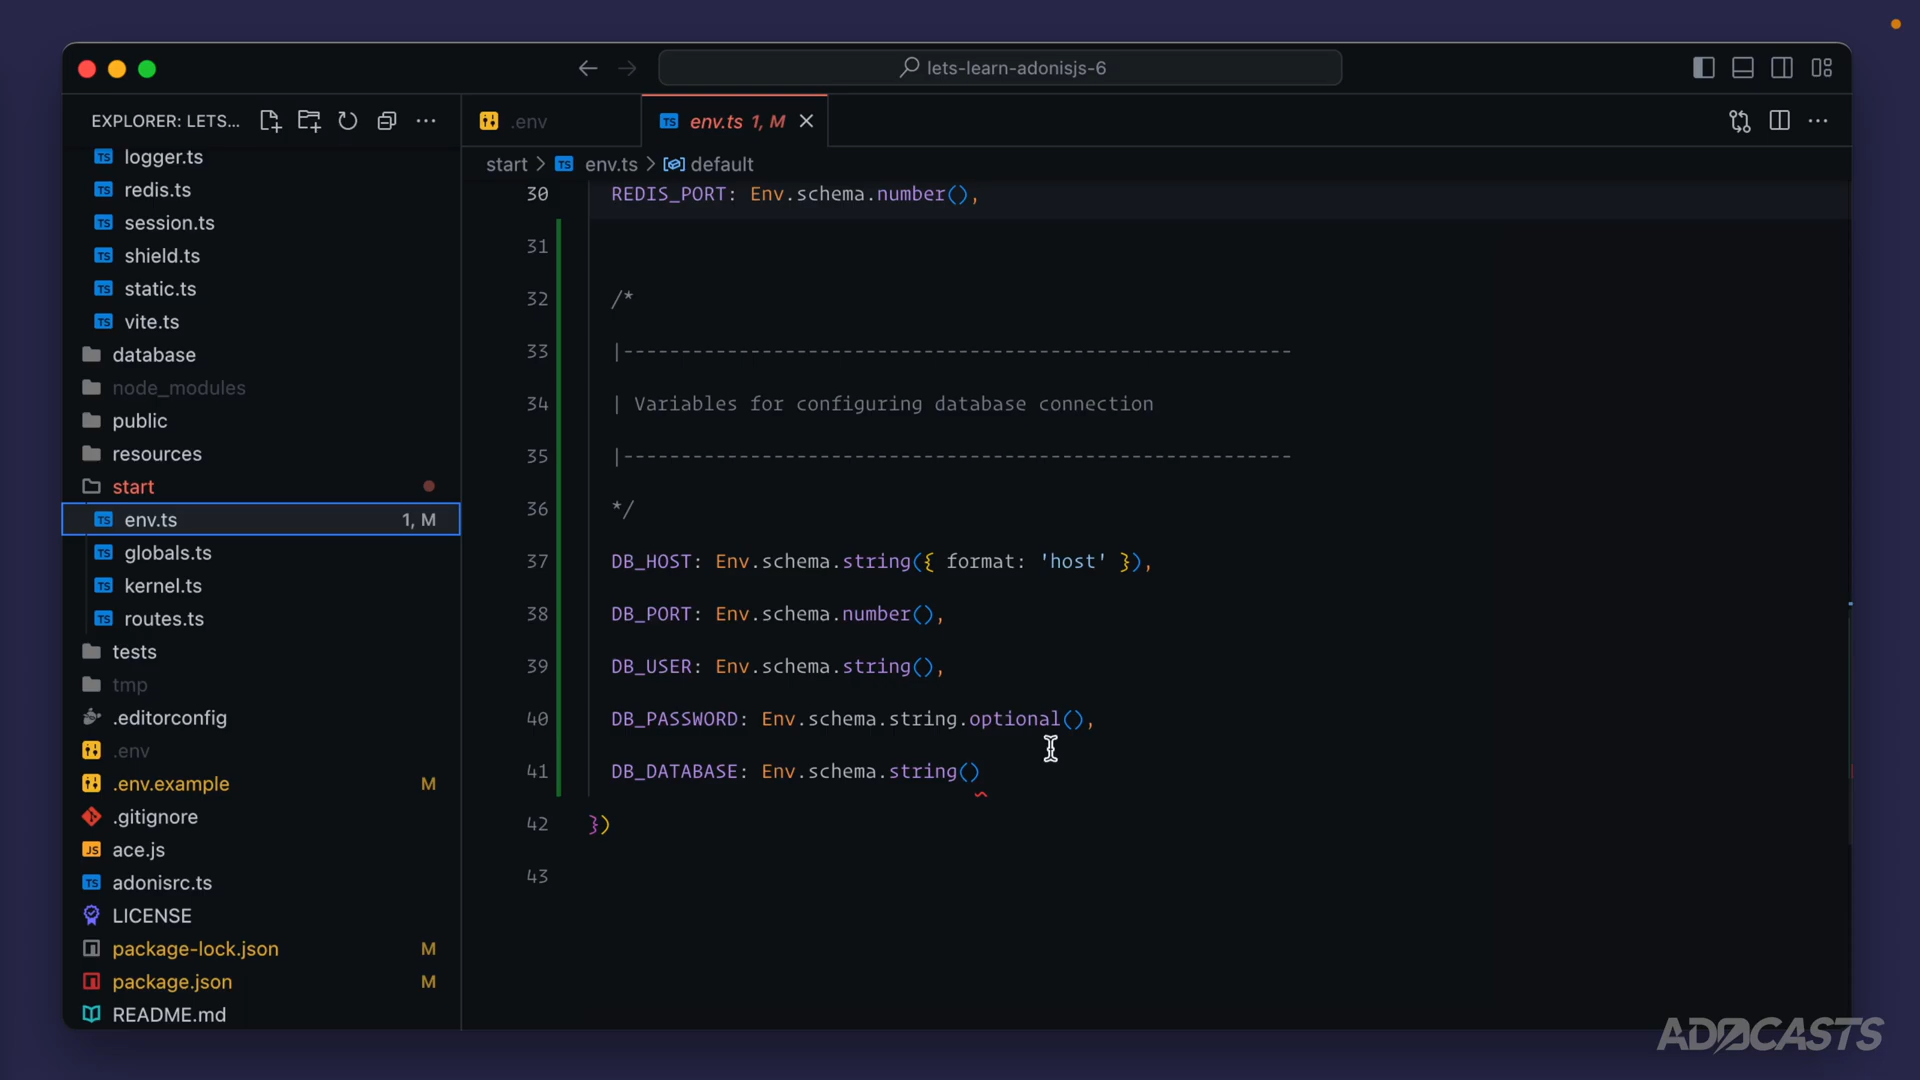 lets-learn-adonisjs-6
EXPLORER: LETS...
.env
env.ts 1, M
start > env.ts > default
logger.ts
redis.ts
session.ts
shield.ts
static.ts
vite.ts
database
node_modules
public
resources
start
env.ts 1, M
globals.ts
kernel.ts
routes.ts
tests
tmp
.editorconfig
.env
.env.example M
.gitignore
ace.js
adonisrc.ts
LICENSE
package-lock.json M
package.json M
README.md
30 REDIS_PORT: Env.schema.number(),
31
32 /*
33 |----------------------------------------------------------
34 | Variables for configuring database connection
35 |----------------------------------------------------------
36 */
37 DB_HOST: Env.schema.string({ format: 'host' }),
38 DB_PORT: Env.schema.number(),
39 DB_USER: Env.schema.string(),
40 DB_PASSWORD: Env.schema.string.optional(),
41 DB_DATABASE: Env.schema.string()
42 })
43
ADOCASTS